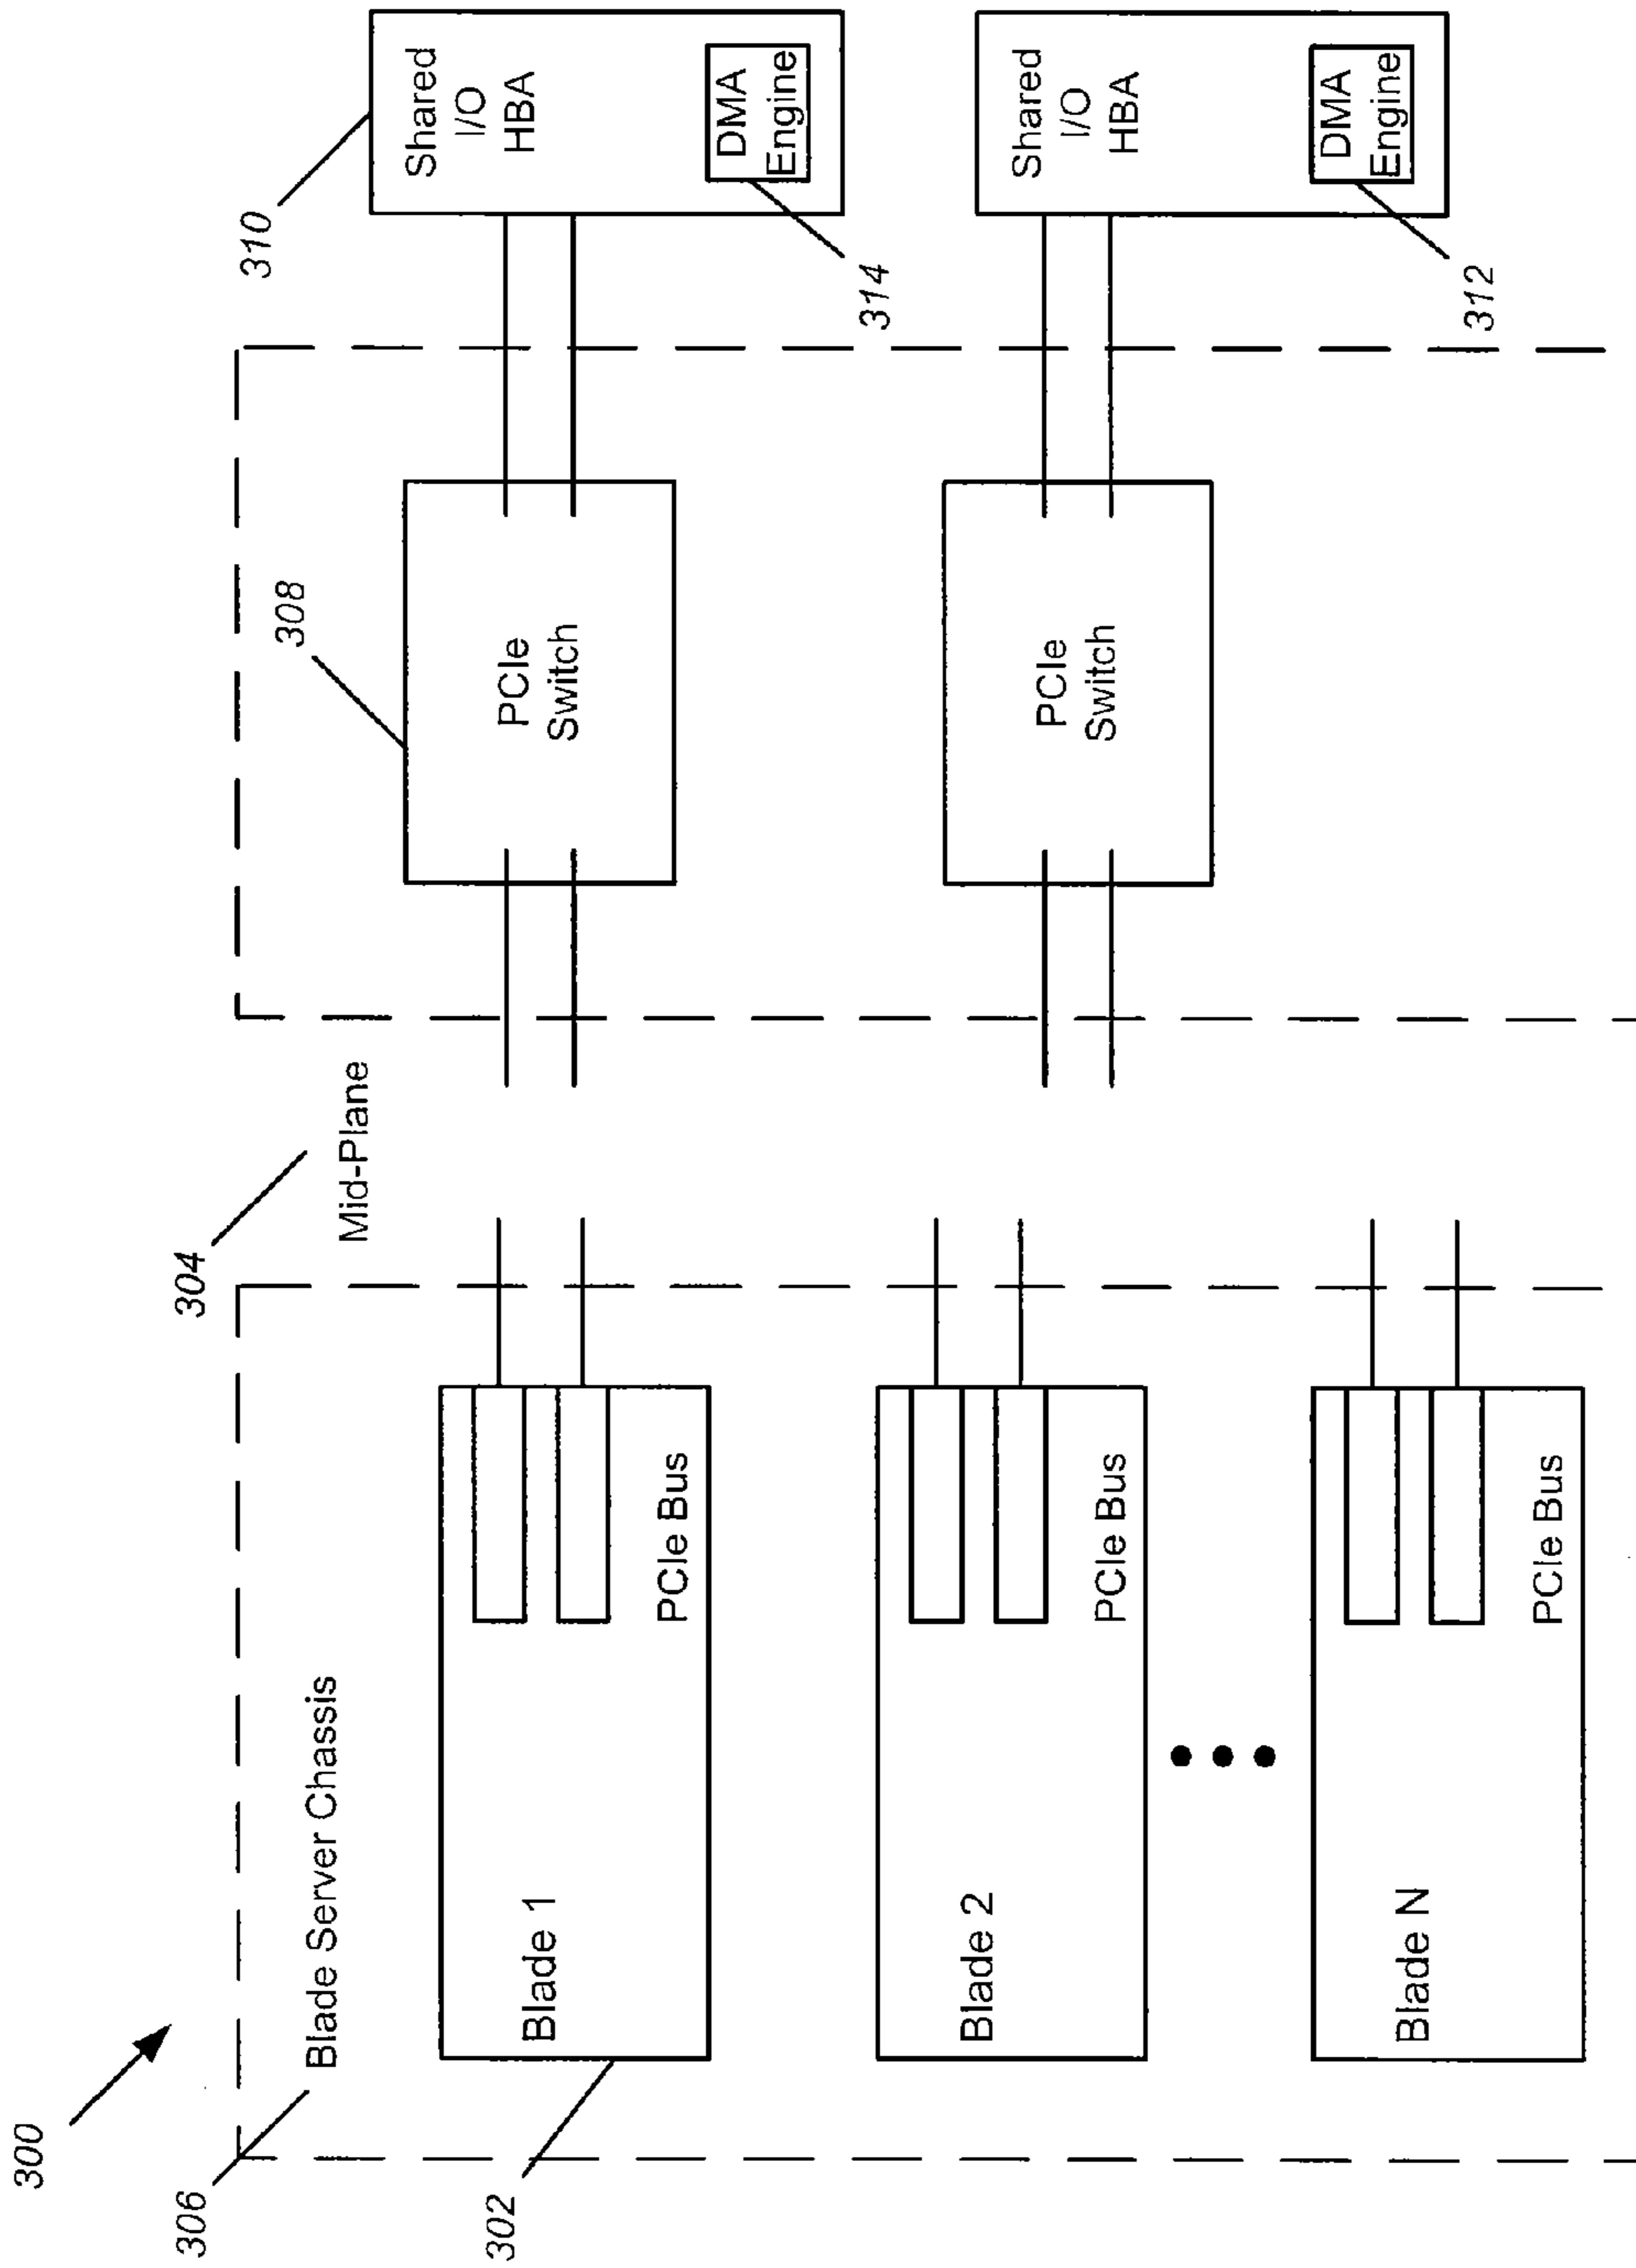 300
306
Blade Server Chassis
304
Mid-Plane
302
Blade 1
PCIe Bus
308
PCIe
Switch
310
Shared
I/O
HBA
DMA
Engine
314
Blade 2
PCIe Bus
PCIe
Switch
Shared
I/O
HBA
DMA
Engine
312
Blade N
PCIe Bus